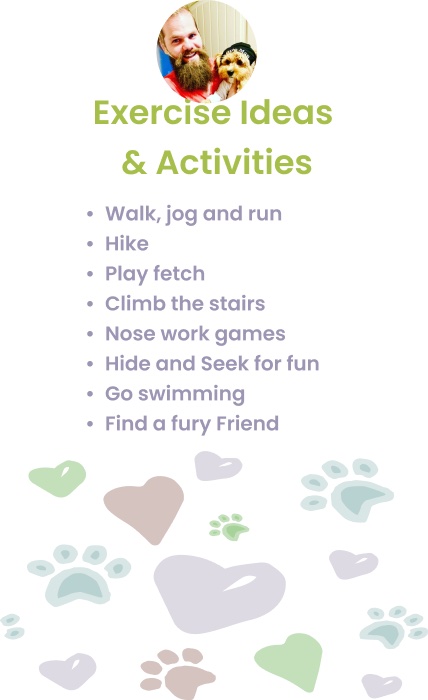 Exercise Ideas
& Activities
• Walk, jog and run
• Hike
• Play fetch
• Climb the stairs
• Nose work games
• Hide and Seek for fun
• Go swimming
• Find a fury Friend